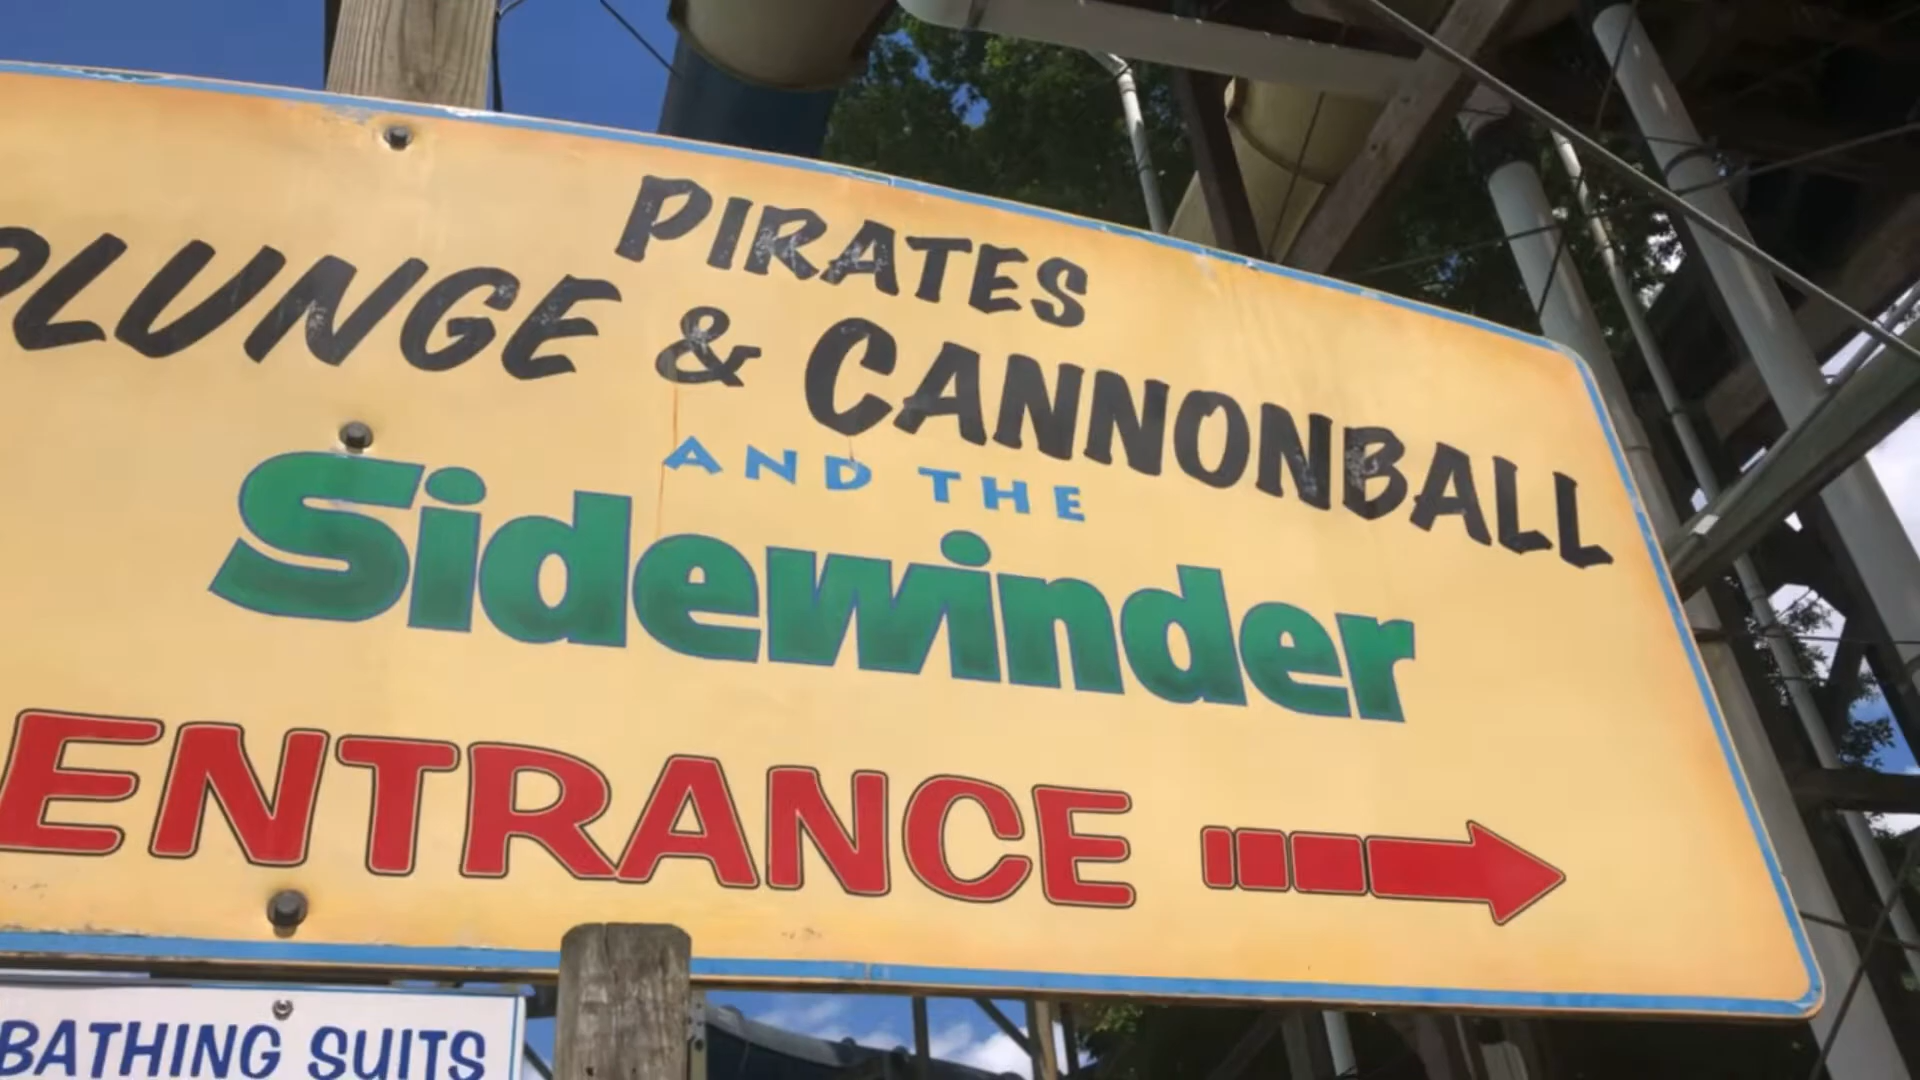 PIRATES
PLUNGE & CANNONBALL
AND THE
Sidewinder
ENTRANCE
BATHING SUITS